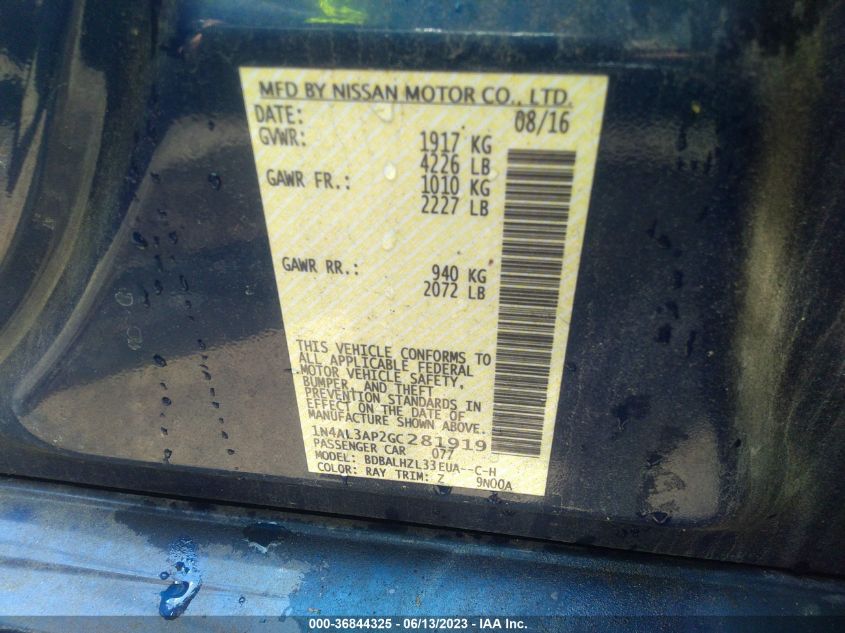 MFD BY NISSAN MOTOR CO., LTD.
DATE: 08/16
GVWR: 1917 KG
4226 LB
GAWR FR.: 1010 KG
2227 LB
GAWR RR.: 940 KG
2072 LB
THIS VEHICLE CONFORMS TO
ALL APPLICABLE FEDERAL
MOTOR VEHICLE SAFETY,
BUMPER, AND THEFT
PREVENTION STANDARDS IN
EFFECT ON THE DATE OF
MANUFACTURE SHOWN ABOVE.
1N4AL3AP2GC281919
PASSENGER CAR 077
MODEL: BDBALHZL33EUA--C-H
COLOR: RAY TRIM: Z 9N00A
000-36844325 - 06/13/2023 - IAA Inc.